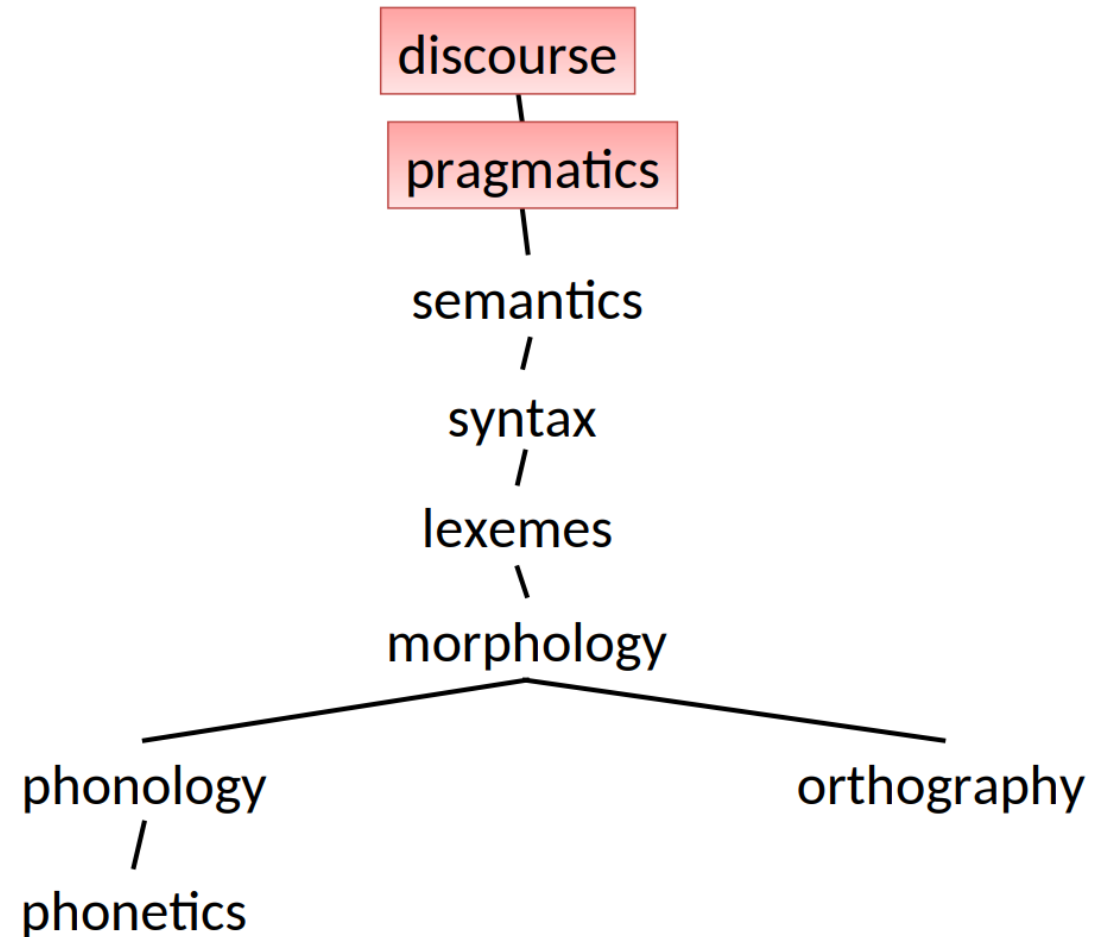 discourse
pragmatics
semantics
syntax
lexemes
morphology
phonology
orthography
phonetics